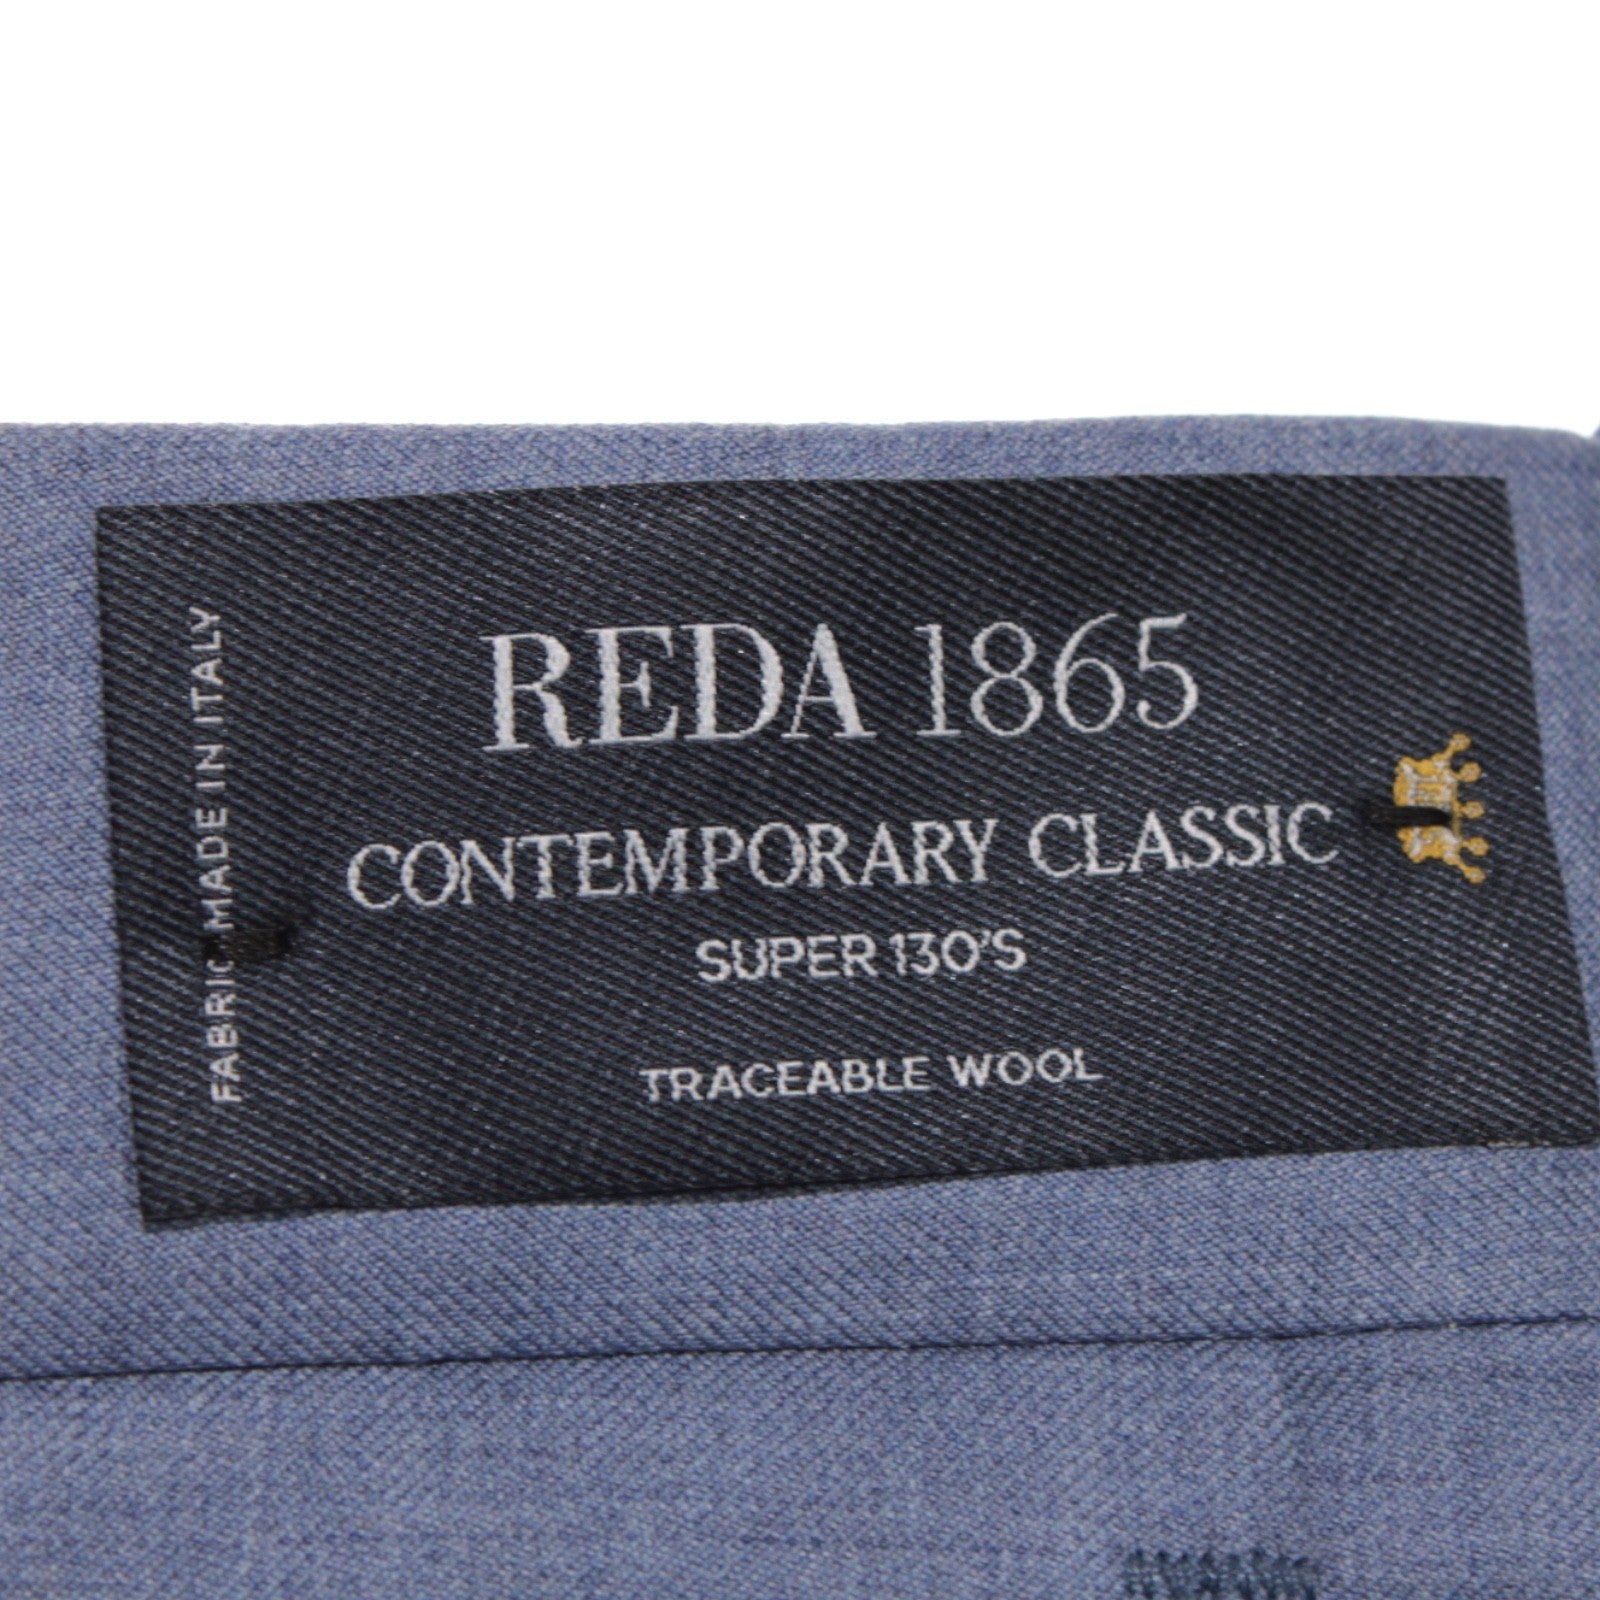 REDA 1865
CONTEMPORARY CLASSIC
SUPER 130'S
TRACEABLE WOOL
FABRIC MADE IN ITALY